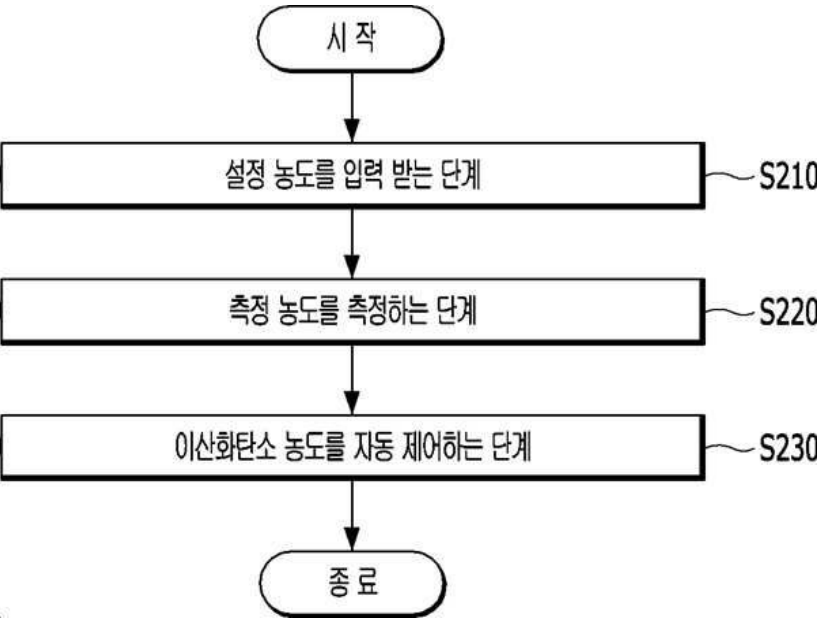 시 작
설정 농도를 입력 받는 단계 S210
측정 농도를 측정하는 단계 S220
이산화탄소 농도를 자동 제어하는 단계 S230
종 료